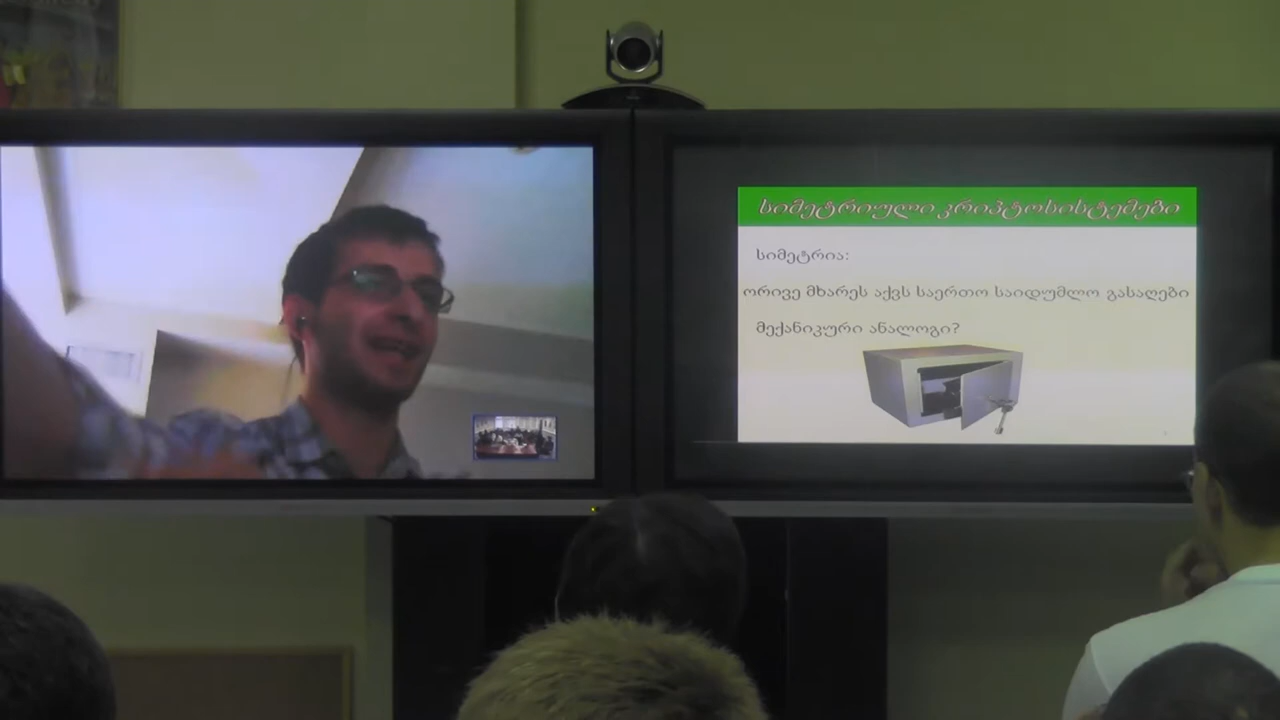 სიმეტრიული კრიპტოსისტემები
სიმეტრია:
ორივე მხარეს აქვს საერთო საიდუმლო გასაღები
მექანიკური ანალოგი?